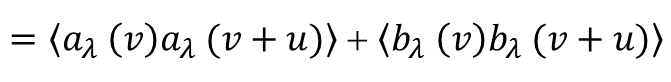 = ⟨a_λ (v)a_λ (v + u)⟩ + ⟨b_λ (v)b_λ (v + u)⟩